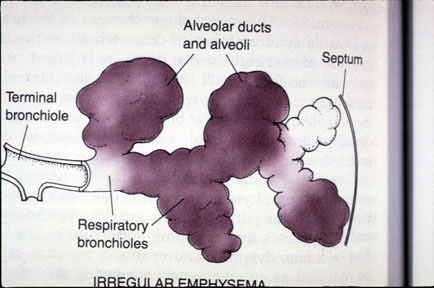 Alveolar ducts
and alveoli
Septum
Terminal
bronchiole
Respiratory
bronchioles
IRREGULAR EMPHYSEMA